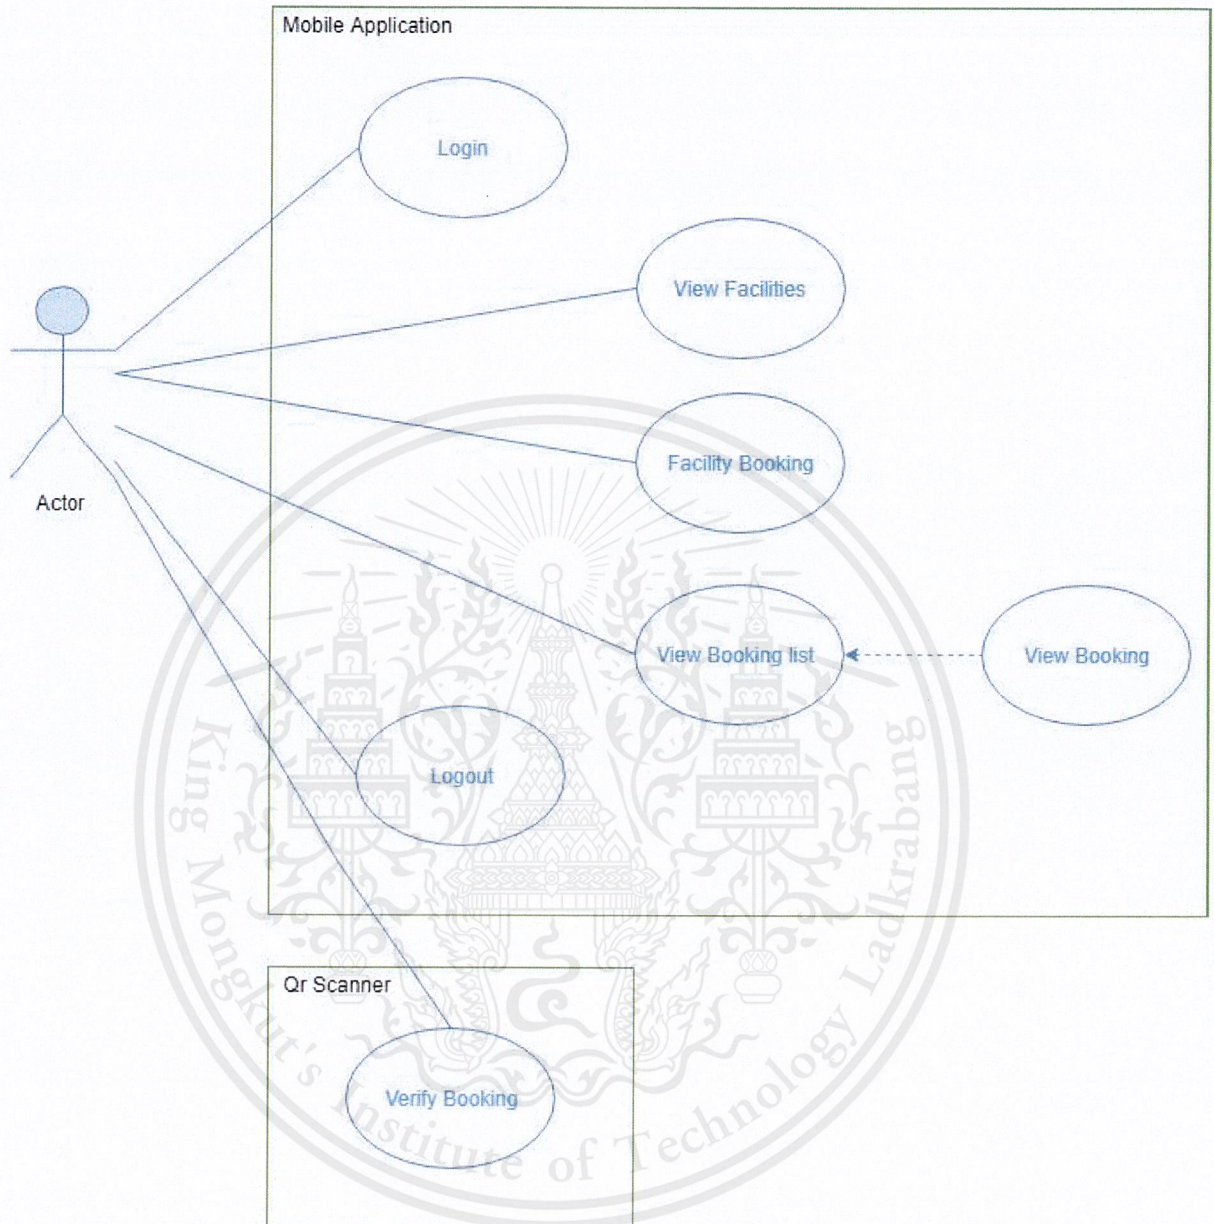 Mobile Application
Login
View Facilities
Facility Booking
Actor
View Booking list
View Booking
Logout
Qr Scanner
Verify Booking
King Mongkut's Institute of Technology Ladkrabang